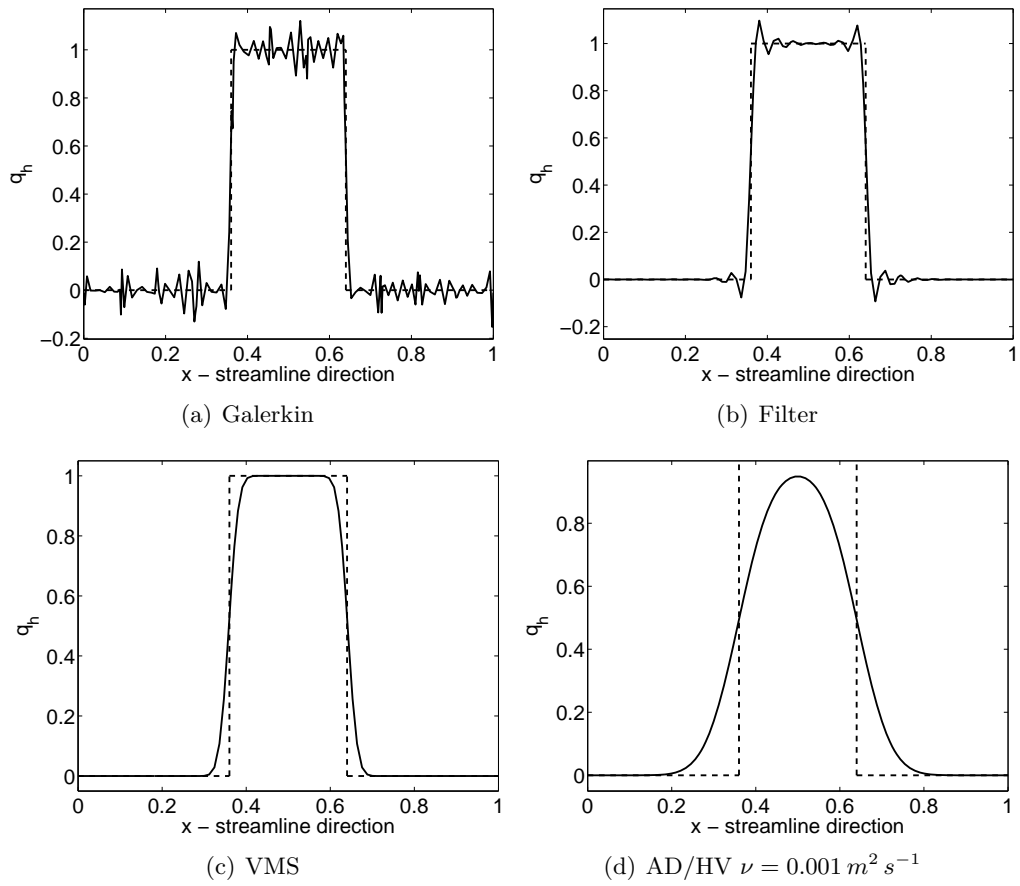 1
0.8
0.6
0.4
0.2
0
−0.2
q_h
0 0.2 0.4 0.6 0.8 1
x − streamline direction
(a) Galerkin
1
0.8
0.6
0.4
0.2
0
−0.2
q_h
0 0.2 0.4 0.6 0.8 1
x − streamline direction
(b) Filter
1
0.8
0.6
0.4
0.2
0
q_h
0 0.2 0.4 0.6 0.8 1
x − streamline direction
(c) VMS
0.8
0.6
0.4
0.2
0
q_h
0 0.2 0.4 0.6 0.8 1
x − streamline direction
(d) AD/HV ν = 0.001 m² s⁻¹